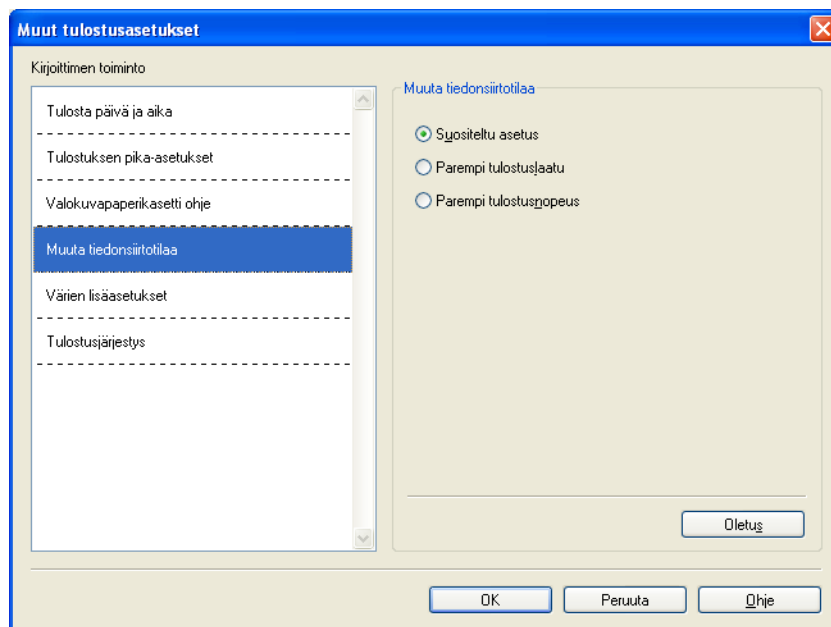 Muut tulostusasetukset
Kirjoittimen toiminto
Tulosta päivä ja aika
Tulostuksen pika-asetukset
Valokuvapaperikasetti ohje
Muuta tiedonsiirtotilaa
Värien lisäasetukset
Tulostusjärjestys
Muuta tiedonsiirtotilaa
Suositeltu asetus
Parempi tulostuslaatu
Parempi tulostusnopeus
Oletus
OK
Peruuta
Ohje